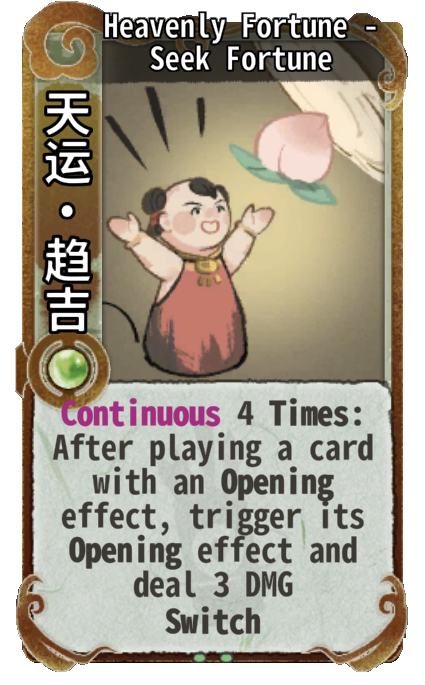 Heavenly Fortune -
Seek Fortune
天运·趋吉
Continuous 4 Times:
After playing a card
with an Opening
effect, trigger its
Opening effect and
deal 3 DMG
Switch